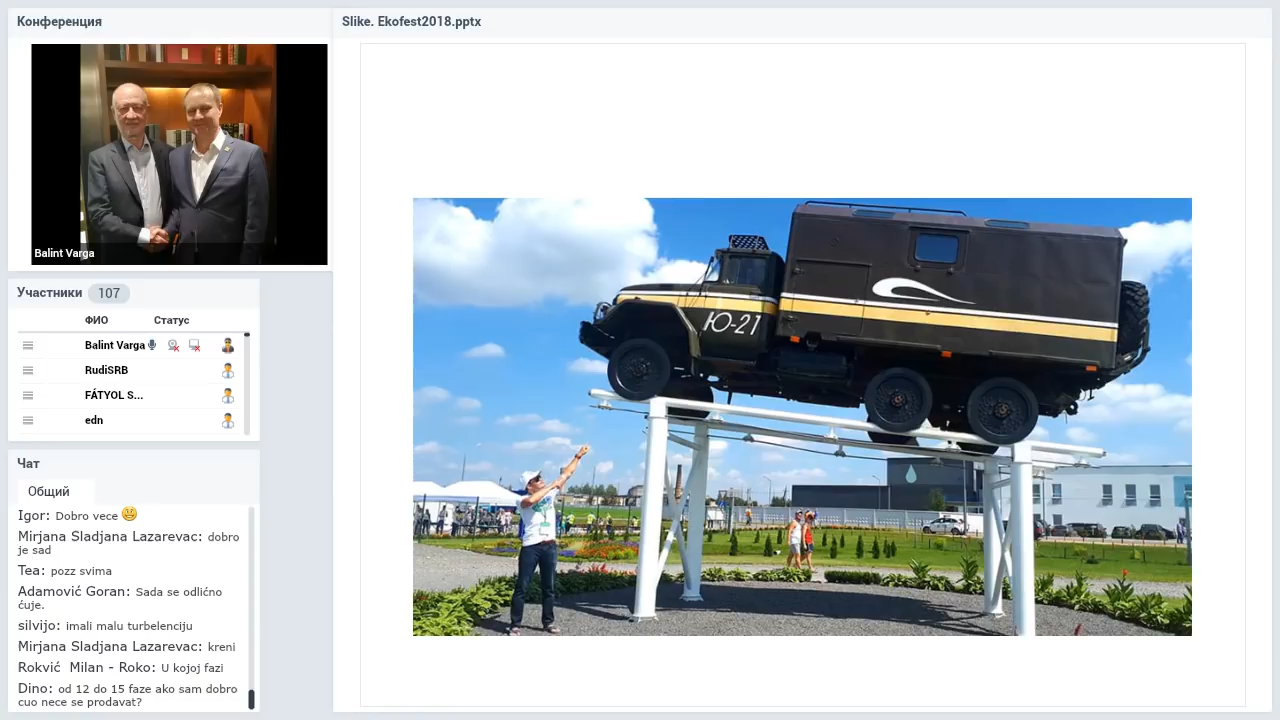 Конференция
Slike. Ekofest2018.pptx
Balint Varga
Участники 107
ФИО Статус
Balint Varga
RudiSRB
FÁTYOL S...
edn
Чат
Общий
Igor: Dobro vece
Mirjana Sladjana Lazarevac: dobro
je sad
Tea: pozz svima
Adamović Goran: Sada se odlićno
ćuje.
silvijo: imali malu turbelenciju
Mirjana Sladjana Lazarevac: kreni
Rokvić Milan - Roko: U kojoj fazi
Dino: od 12 do 15 faze ako sam dobro
cuo nece se prodavat?
Ю-21